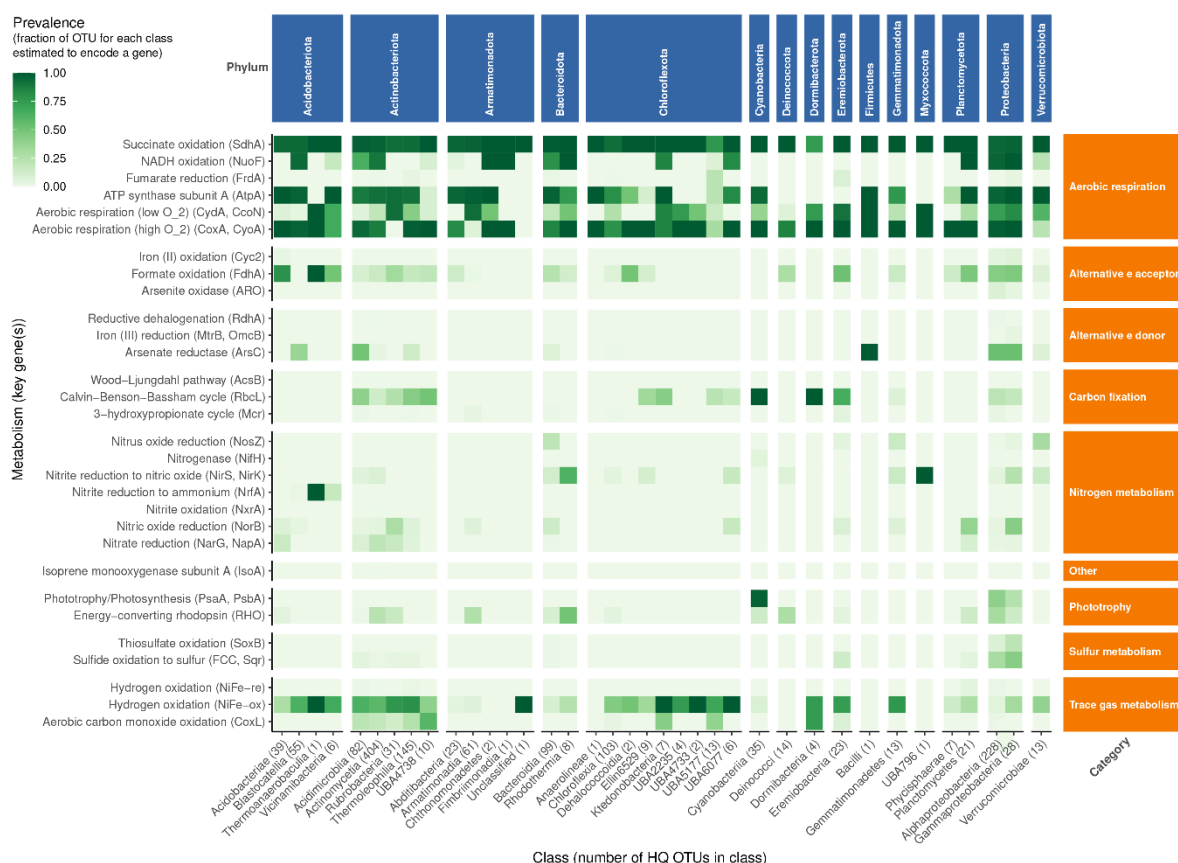 Prevalence
(fraction of OTU for each class
estimated to encode a gene)
1.00
0.75
0.50
0.25
0.00
Phylum
Acidobacteriota
Actinobacteriota
Armatimonadota
Bacteroidota
Chloroflexota
Cyanobacteria
Deinococcota
Dormibacterota
Eremiobacterota
Firmicutes
Gemmatimonadota
Myxococcota
Planctomycetota
Proteobacteria
Verrucomicrobiota
Metabolism (key gene(s))
Succinate oxidation (SdhA)
NADH oxidation (NuoF)
Fumarate reduction (FrdA)
ATP synthase subunit A (AtpA)
Aerobic respiration (low O_2) (CydA, CcoN)
Aerobic respiration (high O_2) (CoxA, CyoA)
Aerobic respiration
Iron (II) oxidation (Cyc2)
Formate oxidation (FdhA)
Arsenite oxidase (ARO)
Alternative e acceptor
Reductive dehalogenation (RdhA)
Iron (III) reduction (MtrB, OmcB)
Arsenate reductase (ArsC)
Alternative e donor
Wood-Ljungdahl pathway (AcsB)
Calvin-Benson-Bassham cycle (RbcL)
3-hydroxypropionate cycle (Mcr)
Carbon fixation
Nitrus oxide reduction (NosZ)
Nitrogenase (NifH)
Nitrite reduction to nitric oxide (NirS, NirK)
Nitrite reduction to ammonium (NrfA)
Nitrite oxidation (NxrA)
Nitric oxide reduction (NorB)
Nitrate reduction (NarG, NapA)
Nitrogen metabolism
Isoprene monooxygenase subunit A (IsoA)
Other
Phototrophy/Photosynthesis (PsaA, PsbA)
Energy-converting rhodopsin (RHO)
Phototrophy
Thiosulfate oxidation (SoxB)
Sulfide oxidation to sulfur (FCC, Sqr)
Sulfur metabolism
Hydrogen oxidation (NiFe-re)
Hydrogen oxidation (NiFe-ox)
Aerobic carbon monoxide oxidation (CoxL)
Trace gas metabolism
Category
Acidobacteriae (39)
Blastocatellia (55)
Thermoanaerobaculia (1)
Vicinamibacteria (6)
Acidimicrobiia (82)
Actinomycetia (404)
Rubrobacteria (31)
Thermoleophilia (145)
UBA4738 (10)
Abditibacteria (23)
Armatimonadia (61)
Chthonomonadetes (2)
Fimbriimonadia (1)
Unclassified (1)
Bacteroidia (99)
Rhodothermia (8)
Anaerolineae (1)
Chloroflexia (103)
Dehalococcoidia (2)
Ellin6529 (9)
Ktedonobacteria (7)
UBA2235 (4)
UBA4733 (2)
UBA5177 (13)
UBA6077 (6)
Cyanobacteriia (35)
Deinococci (14)
Dormibacteria (4)
Eremiobacteria (23)
Bacilli (1)
Gemmatimonadetes (13)
UBA796 (1)
Phycisphaerae (7)
Planctomycetes (21)
Alphaproteobacteria (228)
Gammaproteobacteria (28)
Verrucomicrobiae (13)
Class (number of HQ OTUs in class)